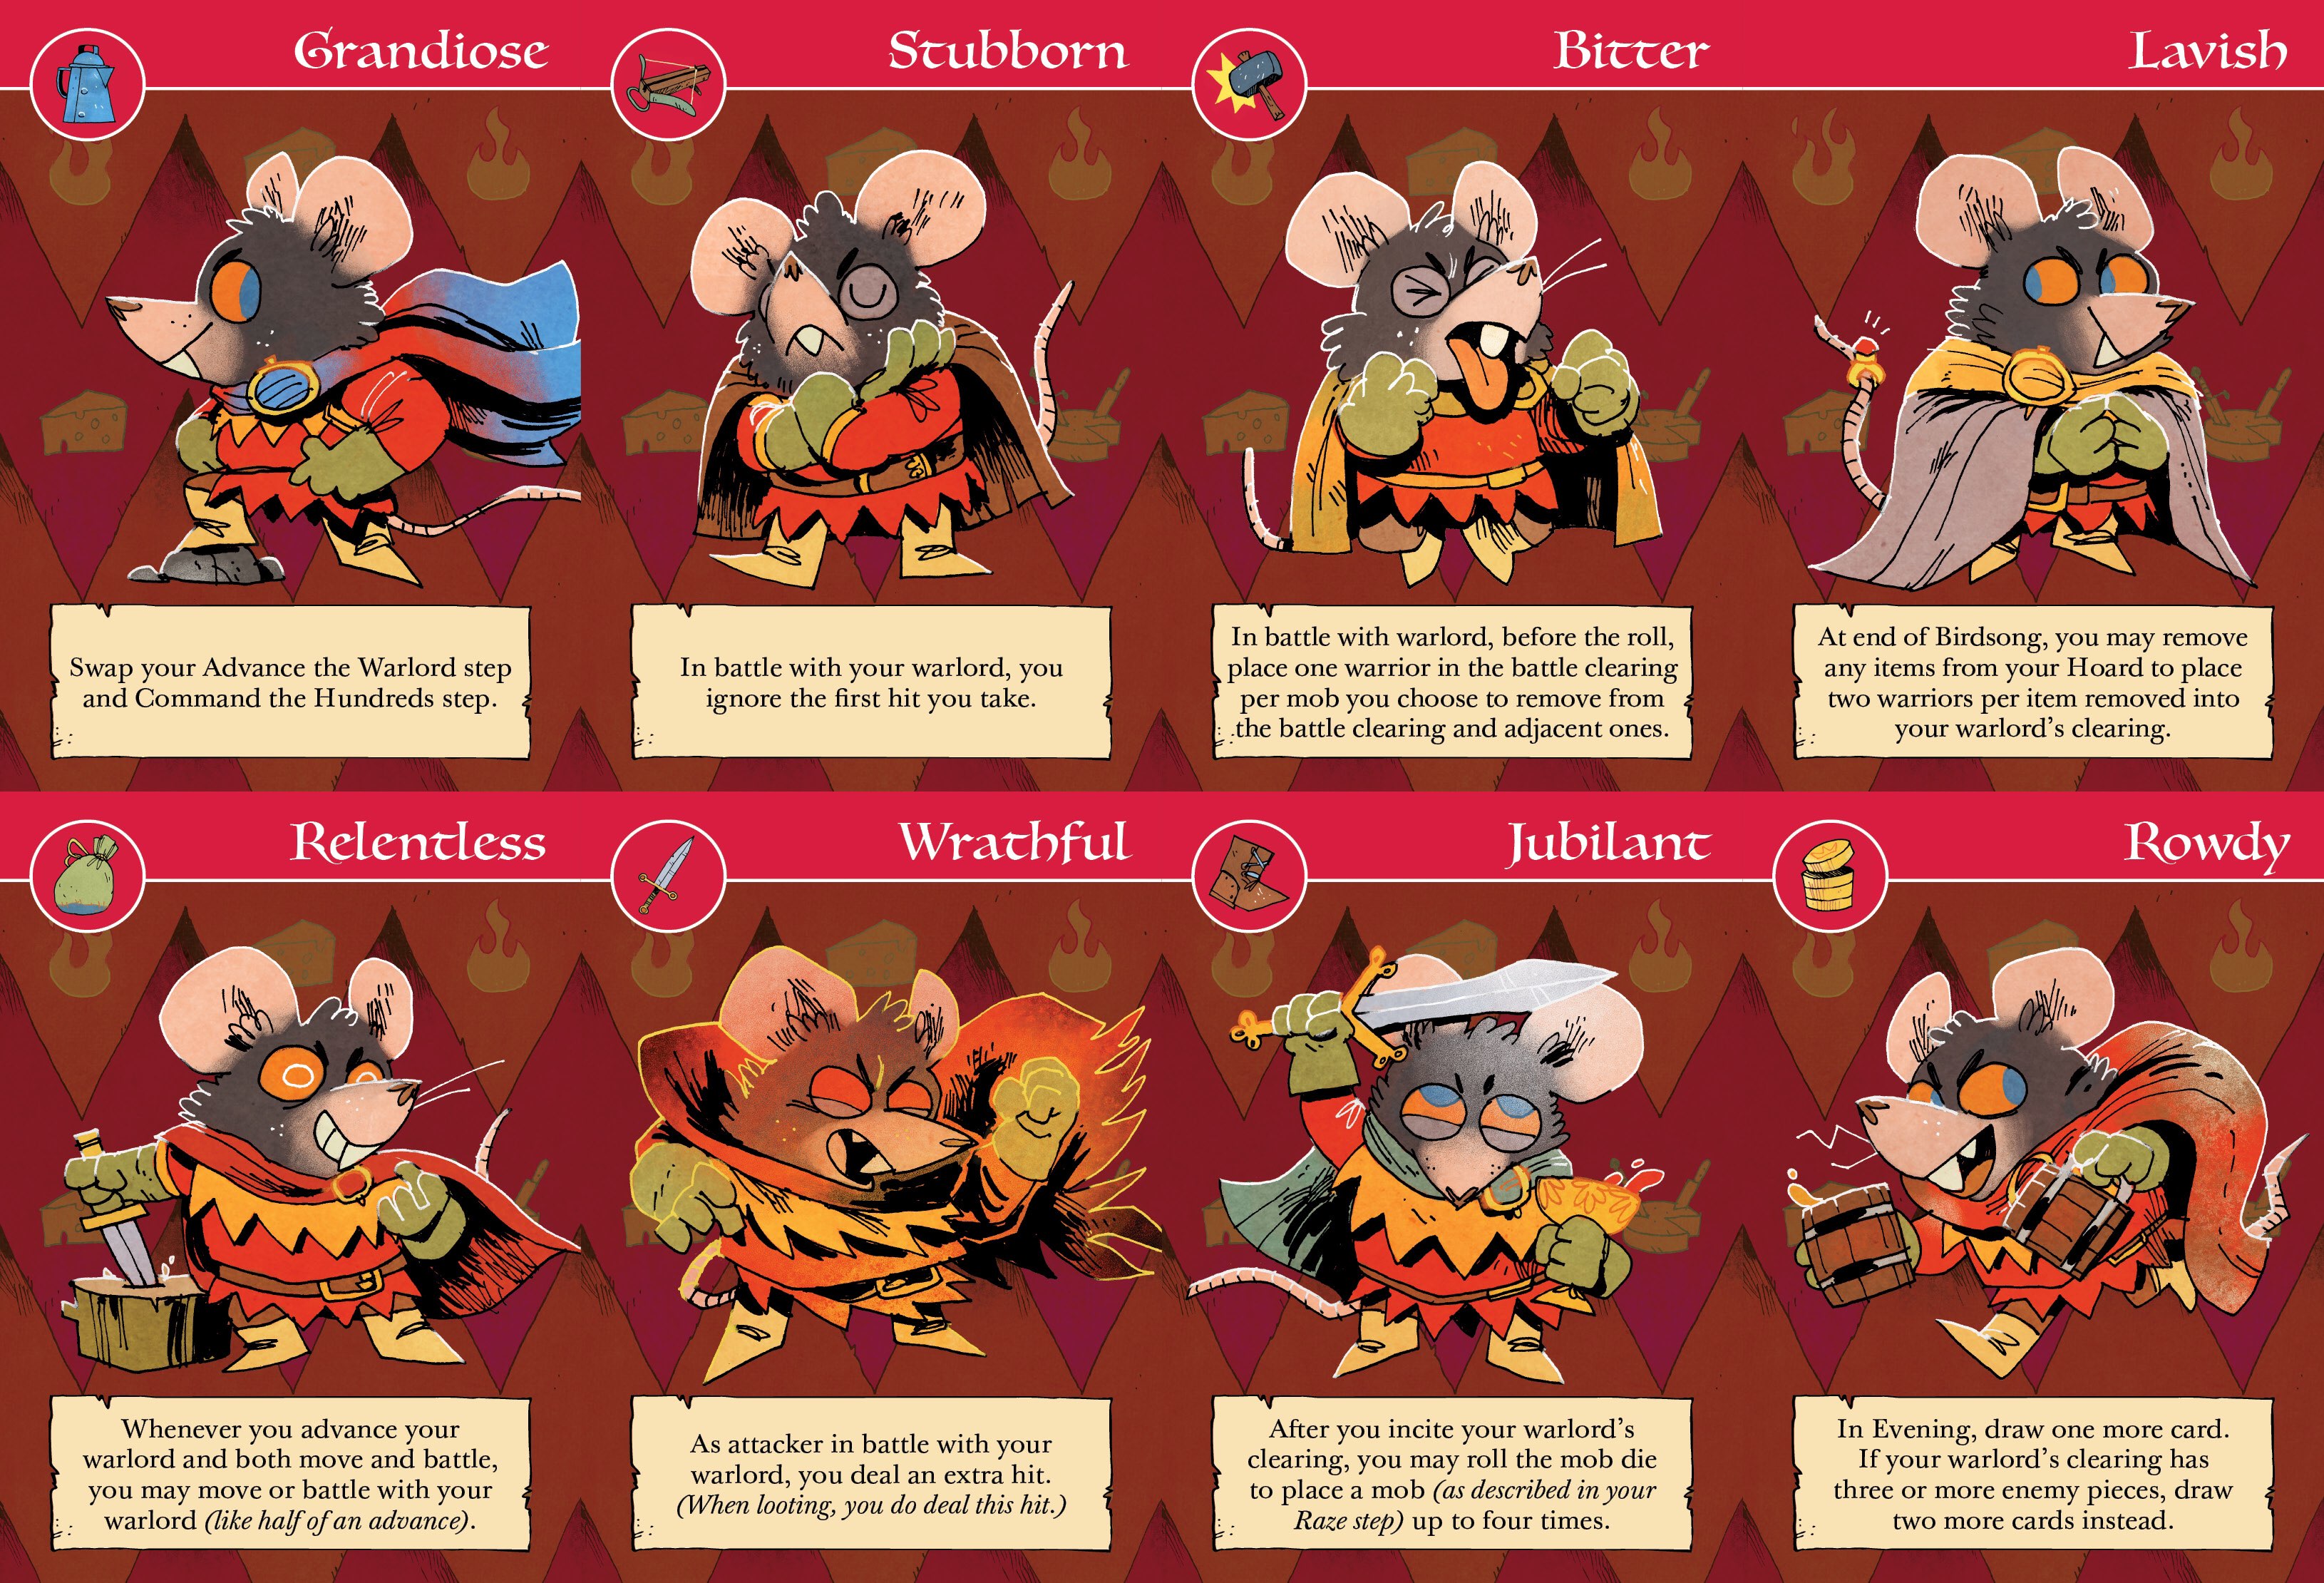 Grandiose
Swap your Advance the Warlord step
and Command the Hundreds step.
Stubborn
In battle with your warlord, you
ignore the first hit you take.
Bitter
In battle with warlord, before the roll,
place one warrior in the battle clearing
per mob you choose to remove from
the battle clearing and adjacent ones.
Lavish
At end of Birdsong, you may remove
any items from your Hoard to place
two warriors per item removed into
your warlord's clearing.
Relentless
Whenever you advance your
warlord and both move and battle,
you may move or battle with your
warlord (like half of an advance).
Wrathful
As attacker in battle with your
warlord, you deal an extra hit.
(When looting, you do deal this hit.)
Jubilant
After you incite your warlord's
clearing, you may roll the mob die
to place a mob (as described in your
Raze step) up to four times.
Rowdy
In Evening, draw one more card.
If your warlord's clearing has
three or more enemy pieces, draw
two more cards instead.